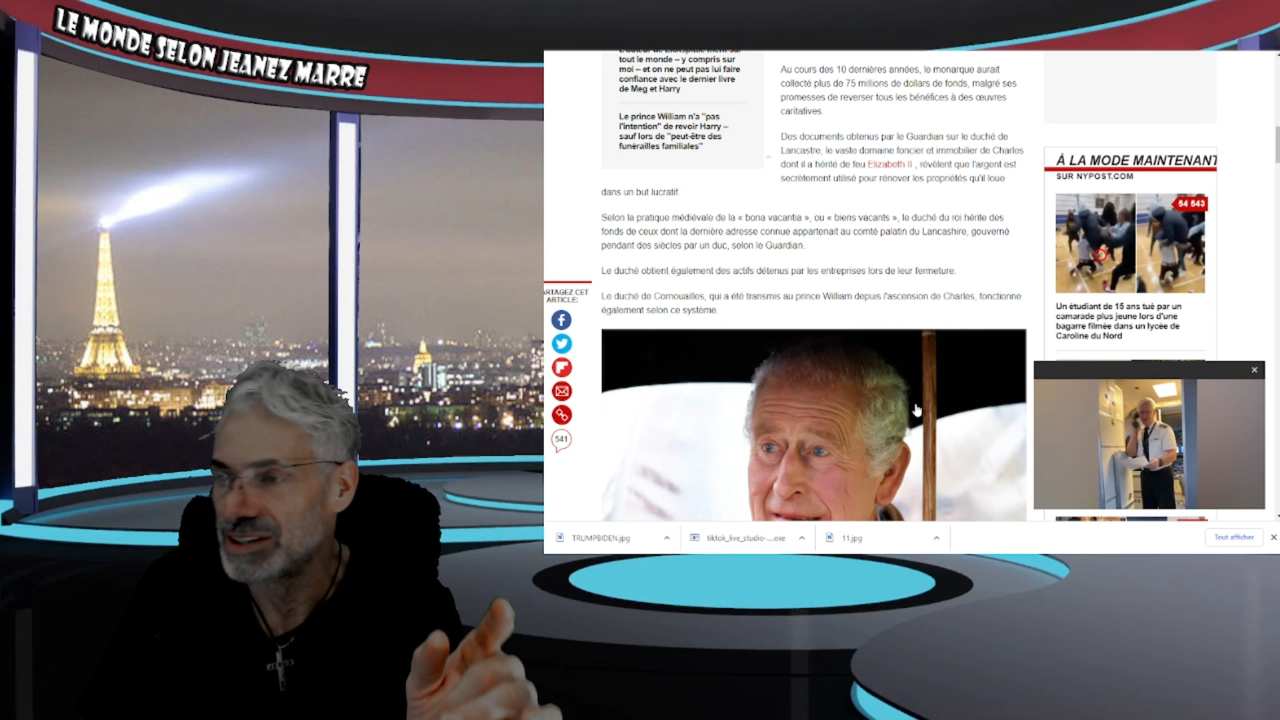 LE MONDE SELON JEANEZ MARRE
tout le monde – y compris sur
moi – et on ne peut pas lui faire
confiance avec le dernier livre
de Meg et Harry
Le prince William n'a "pas
l'intention" de revoir Harry –
sauf lors de "peut-être des
funérailles familiales"
Au cours des 10 dernières années, le monarque aurait
collecté plus de 75 millions de dollars de fonds, malgré ses
promesses de reverser tous les bénéfices à des œuvres
caritatives.
Des documents obtenus par le Guardian sur le duché de
Lancastre, le vaste domaine foncier et immobilier de Charles
dont il a hérité de feu Elizabeth II , révèlent que l'argent est
secrètement utilisé pour rénover les propriétés qu'il loue
dans un but lucratif.
Selon la pratique médiévale de la « bona vacantia », ou « biens vacants », le duché du roi hérite des
fonds de ceux dont la dernière adresse connue appartenait au comté palatin du Lancashire, gouverné
pendant des siècles par un duc, selon le Guardian.
Le duché obtient également des actifs détenus par les entreprises lors de leur fermeture.
Le duché de Cornouailles, qui a été transmis au prince William depuis l'ascension de Charles, fonctionne
également selon ce système.
RTAGEZ CET
ARTICLE:
541
À LA MODE MAINTENANT
SUR NYPOST.COM
54 543
Un étudiant de 15 ans tué par un
camarade plus jeune lors d'une
bagarre filmée dans un lycée de
Caroline du Nord
TRUMPBIDEN.jpg
tiktok_live_studio-....exe
11.jpg
Tout afficher